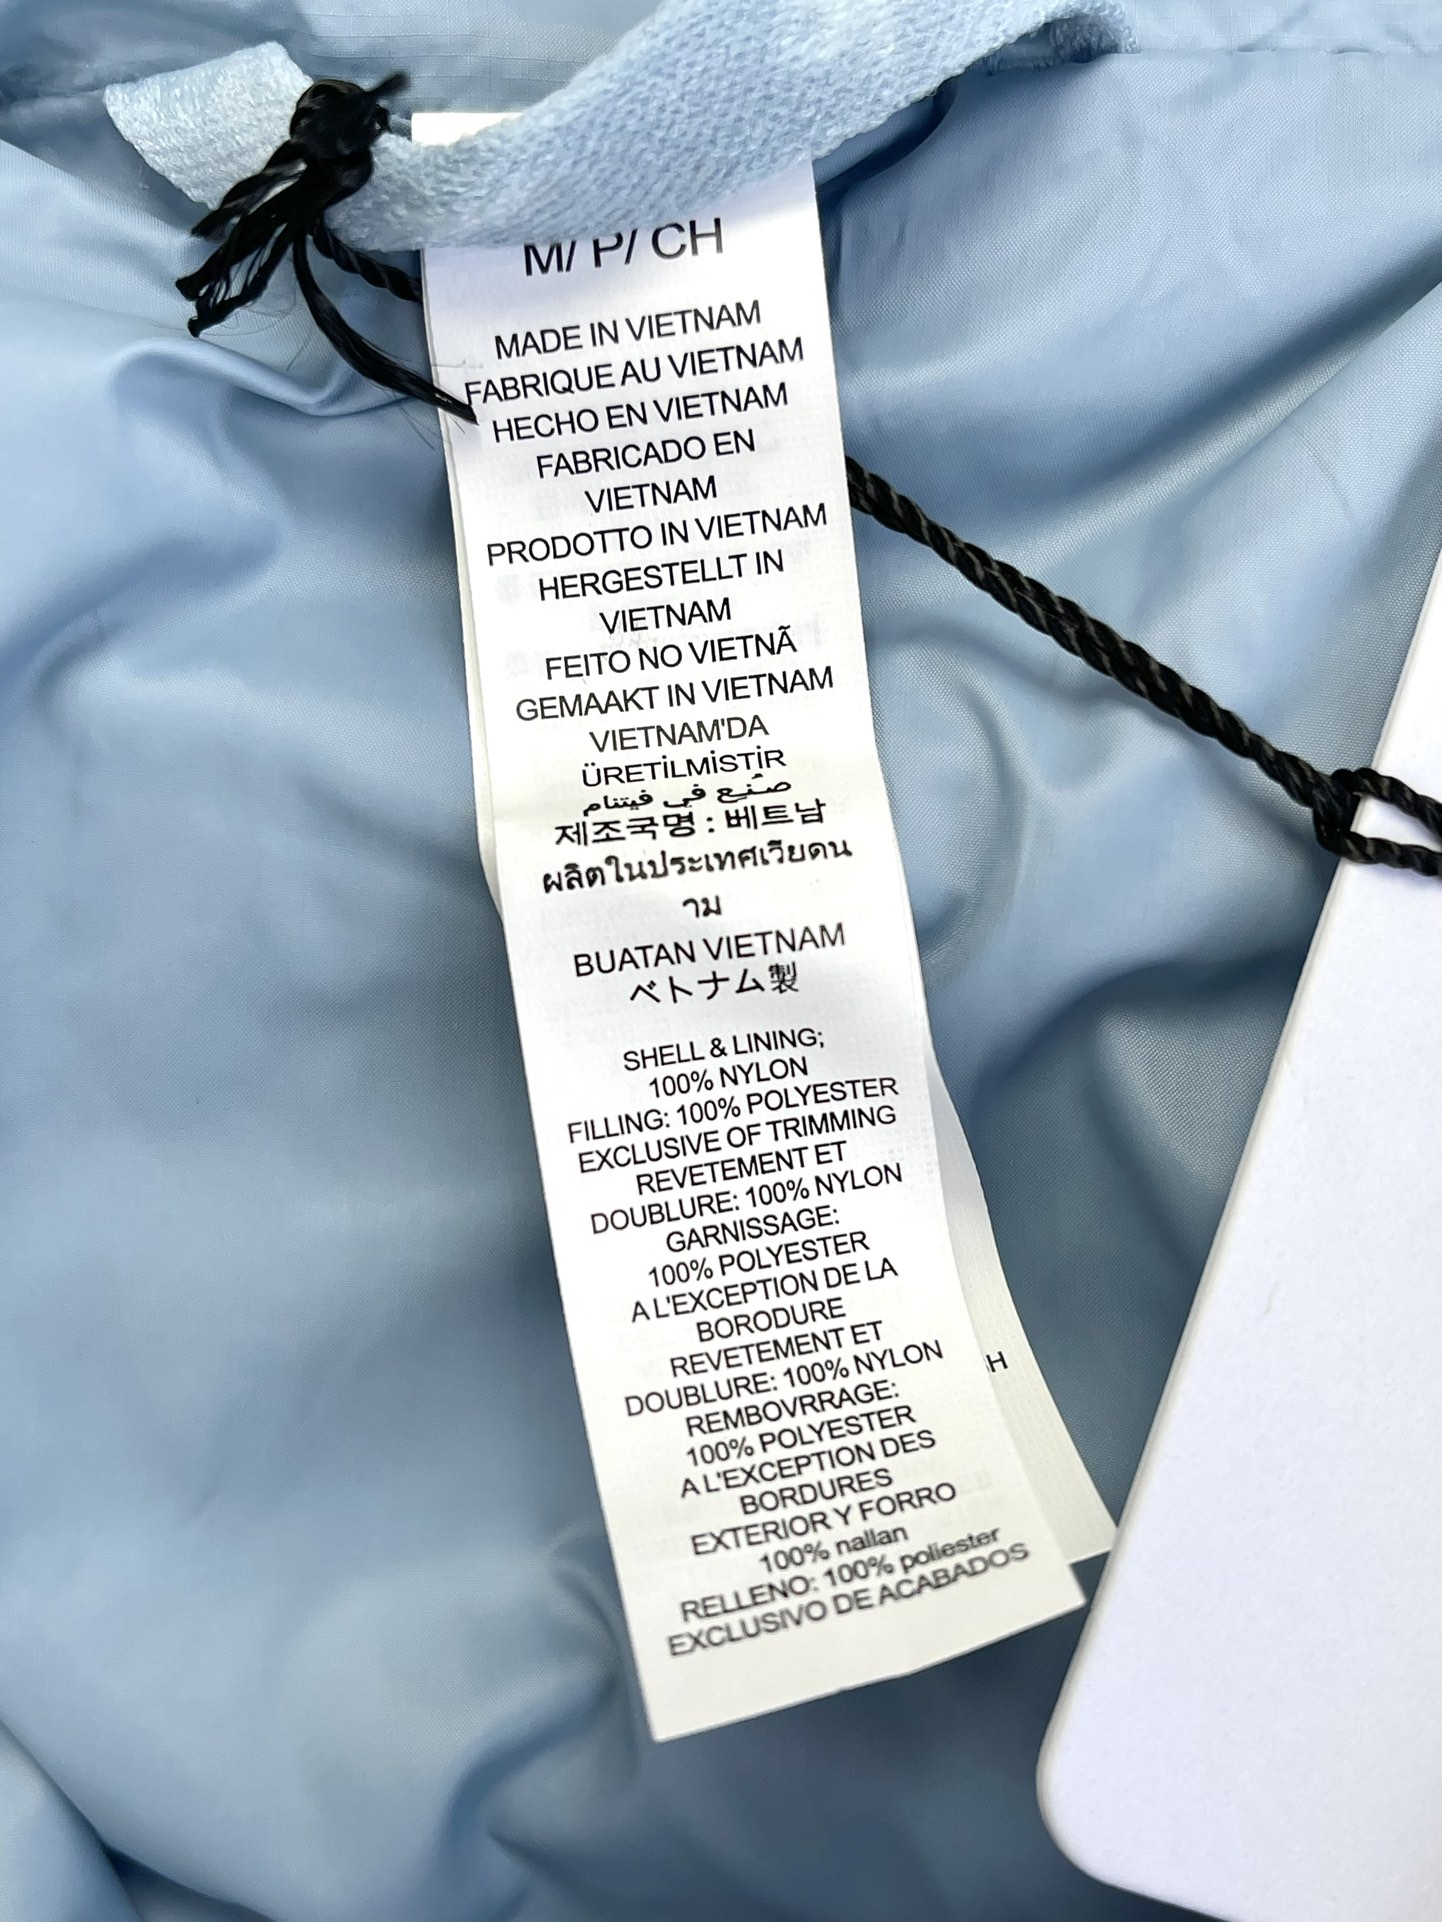 M/ P/ CH
MADE IN VIETNAM
FABRIQUE AU VIETNAM
HECHO EN VIETNAM
FABRICADO EN
VIETNAM
PRODOTTO IN VIETNAM
HERGESTELLT IN
VIETNAM
FEITO NO VIETNÃ
GEMAAKT IN VIETNAM
VIETNAM'DA
ÜRETİLMİSTİR
صُنع في فيتنام
제조국명 : 베트남
ผลิตในประเทศเวียดน
าม
BUATAN VIETNAM
ベトナム製
SHELL & LINING;
100% NYLON
FILLING: 100% POLYESTER
EXCLUSIVE OF TRIMMING
REVETEMENT ET
DOUBLURE: 100% NYLON
GARNISSAGE:
100% POLYESTER
A L'EXCEPTION DE LA
BORODURE
REVETEMENT ET
DOUBLURE: 100% NYLON
REMBOVRRAGE:
100% POLYESTER
A L'EXCEPTION DES
BORDURES
EXTERIOR Y FORRO
100% nallan
RELLENO: 100% poliester
EXCLUSIVO DE ACABADOS